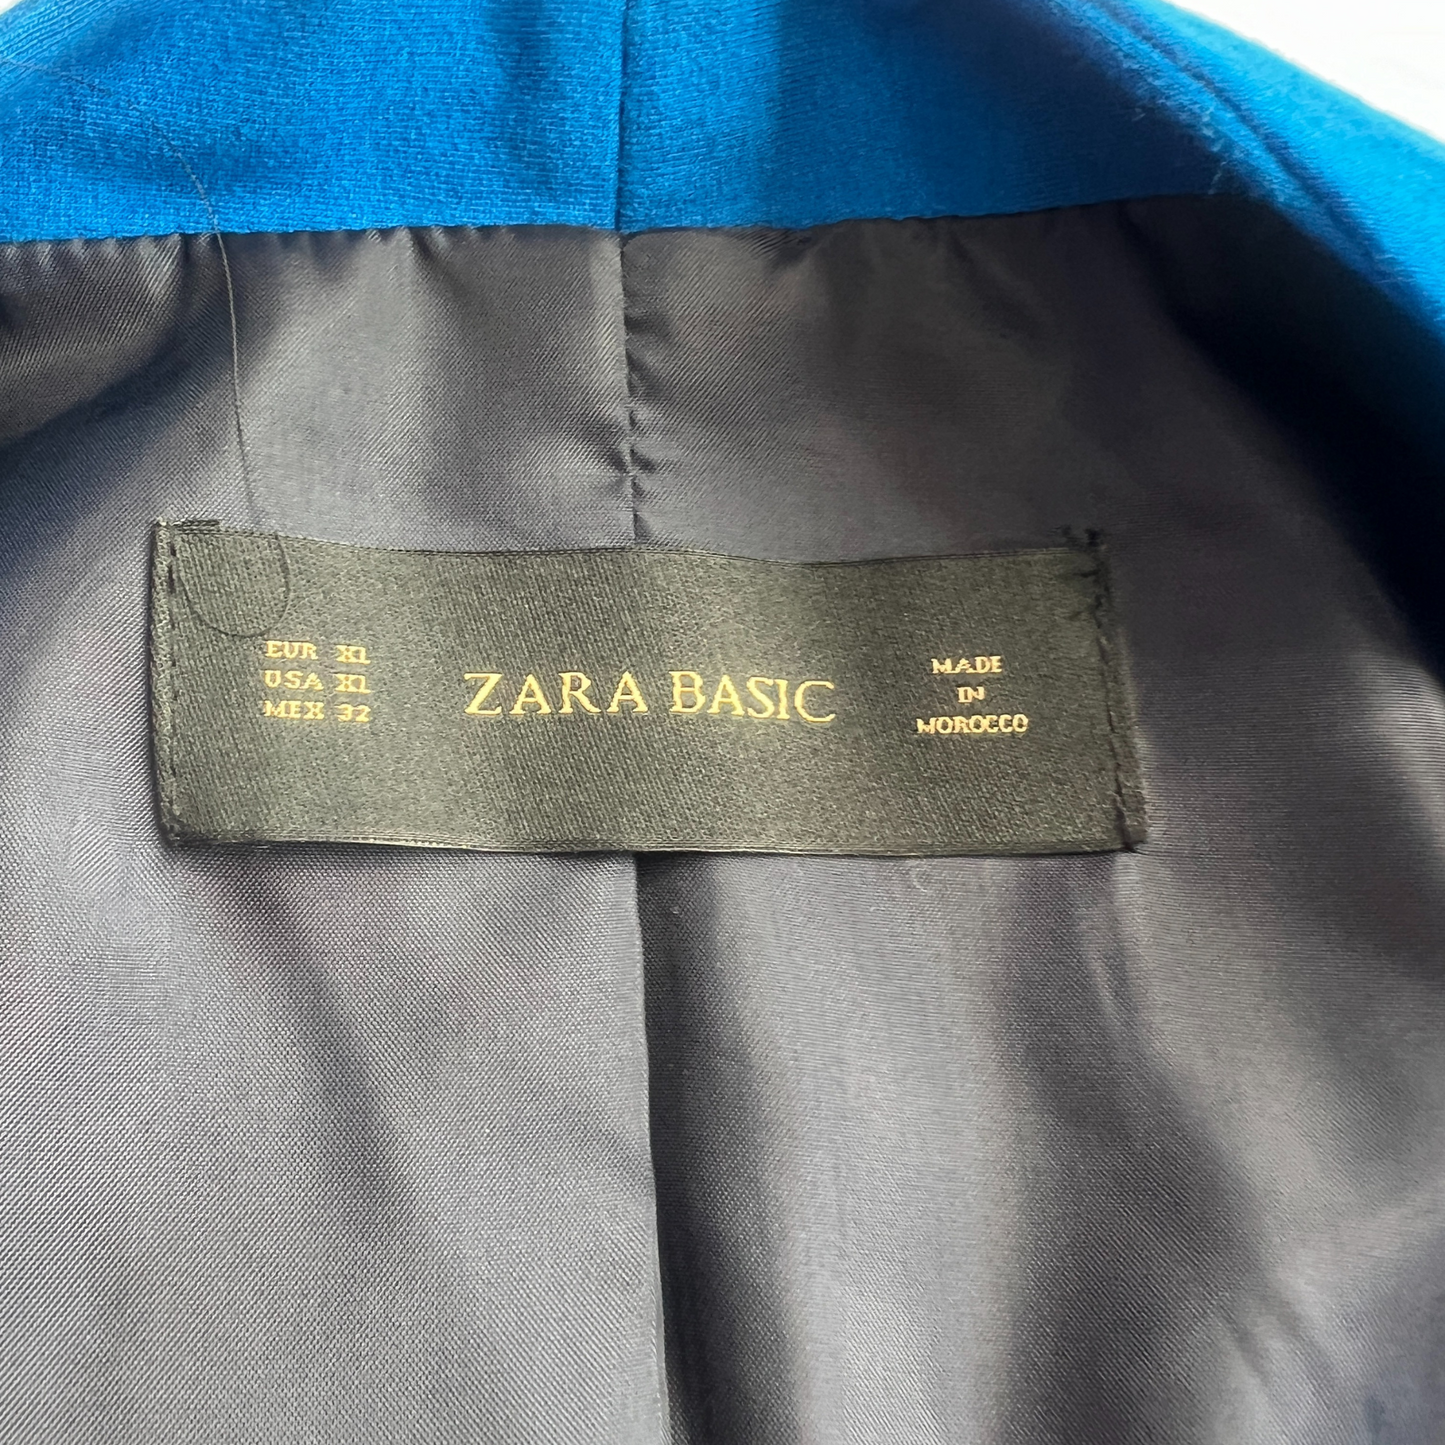 EUR XL
USA XL
MEX 32
ZARA BASIC
MADE
IN
MOROCCO